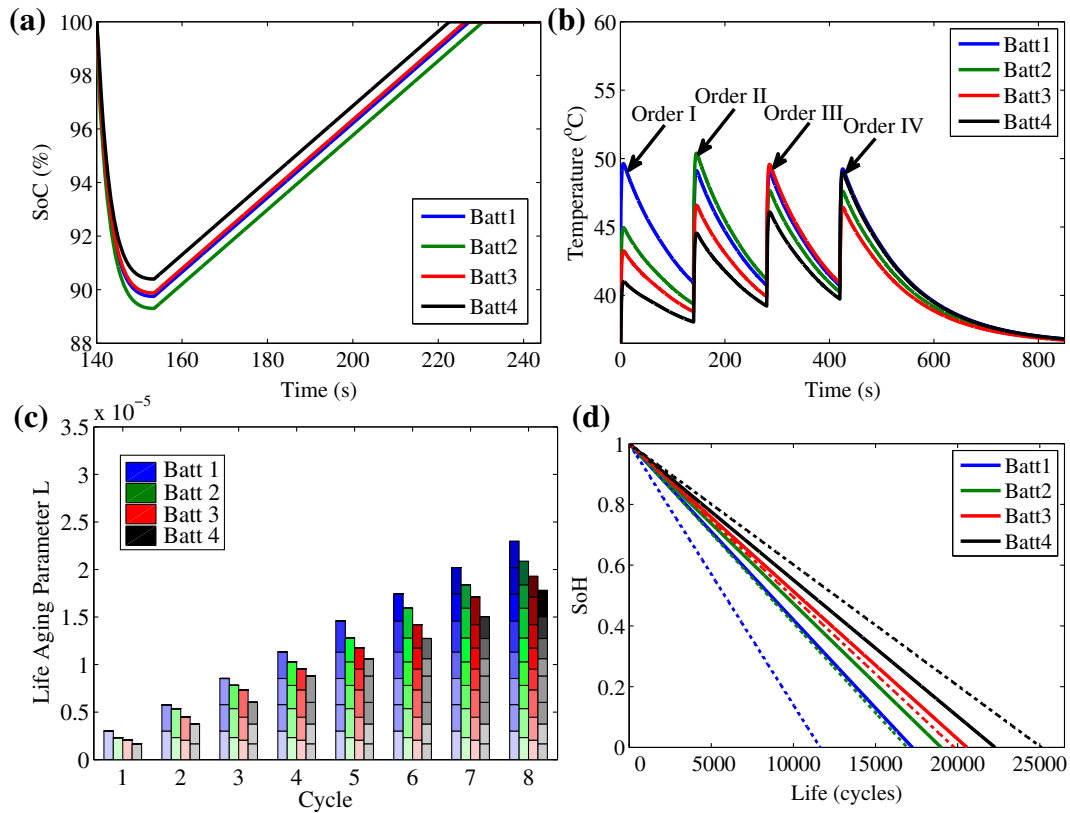 (a)
100
98
96
94
92
90
88
SoC (%)
140
160
180
200
220
240
Time (s)
Batt1
Batt2
Batt3
Batt4
(b)
60
55
50
45
40
Temperature (°C)
0
200
400
600
800
Time (s)
Order I
Order II
Order III
Order IV
Batt1
Batt2
Batt3
Batt4
(c)
x 10⁻⁵
3.5
3
2.5
2
1.5
1
0.5
0
Life Aging Parameter L
1
2
3
4
5
6
7
8
Cycle
Batt 1
Batt 2
Batt 3
Batt 4
(d)
1
0.8
0.6
0.4
0.2
0
SoH
0
5000
10000
15000
20000
25000
Life (cycles)
Batt1
Batt2
Batt3
Batt4